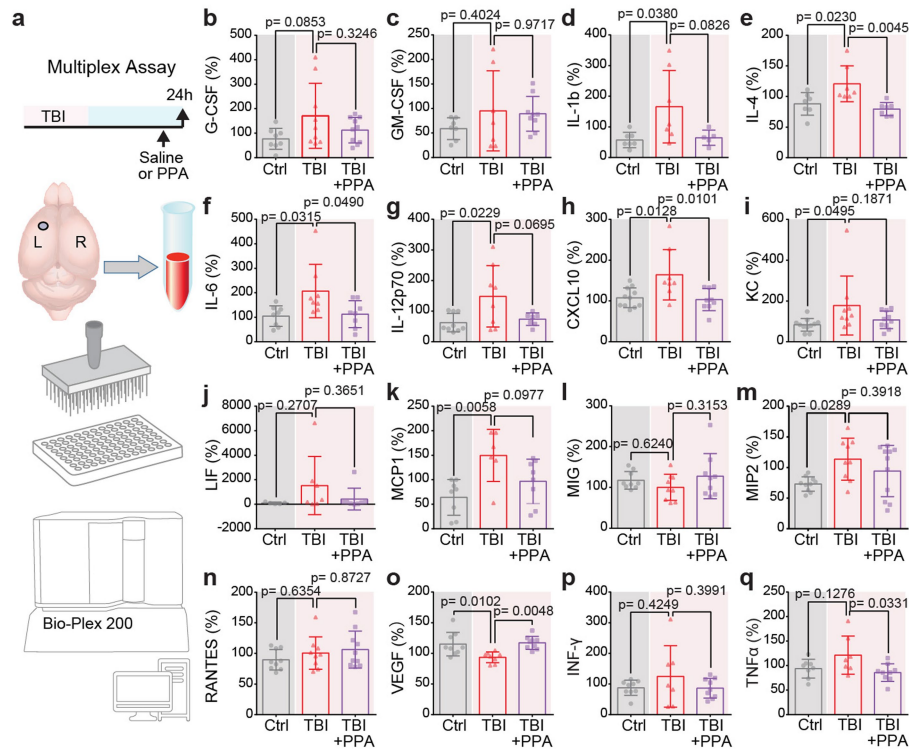 a
Multiplex Assay
24h
TBI
Saline
or PPA
L R
Bio-Plex 200
b
p= 0.0853
p= 0.3246
G-CSF (%)
500
400
300
200
100
0
Ctrl TBI TBI
+PPA
c
p= 0.4024
p= 0.9717
GM-CSF (%)
250
200
150
100
50
0
Ctrl TBI TBI
+PPA
d
p= 0.0380
p= 0.0826
IL-1b (%)
400
300
200
100
0
Ctrl TBI TBI
+PPA
e
p= 0.0230
p= 0.0045
IL-4 (%)
200
150
100
50
0
Ctrl TBI TBI
+PPA
f
p= 0.0490
p= 0.0315
IL-6 (%)
500
400
300
200
100
0
Ctrl TBI TBI
+PPA
g
p= 0.0229
p= 0.0695
IL-12p70 (%)
400
300
200
100
0
Ctrl TBI TBI
+PPA
h
p= 0.0101
p= 0.0128
CXCL10 (%)
300
200
100
0
Ctrl TBI TBI
+PPA
i
p= 0.1871
p= 0.0495
KC (%)
600
400
200
0
Ctrl TBI TBI
+PPA
j
p= 0.3651
p= 0.2707
LIF (%)
8000
6000
4000
2000
0
-2000
Ctrl TBI TBI
+PPA
k
p= 0.0977
p= 0.0058
MCP1 (%)
250
200
150
100
50
0
Ctrl TBI TBI
+PPA
l
p= 0.3153
p= 0.6240
MIG (%)
300
200
100
0
Ctrl TBI TBI
+PPA
m
p= 0.3918
p= 0.0289
MIP2 (%)
200
150
100
50
0
Ctrl TBI TBI
+PPA
n
p= 0.8727
p= 0.6354
RANTES (%)
200
150
100
50
0
Ctrl TBI TBI
+PPA
o
p= 0.0102
p= 0.0048
VEGF (%)
200
150
100
50
0
Ctrl TBI TBI
+PPA
p
p= 0.3991
p= 0.4249
INF-γ
400
300
200
100
0
Ctrl TBI TBI
+PPA
q
p= 0.1276
p= 0.0331
TNFα (%)
250
200
150
100
50
0
Ctrl TBI TBI
+PPA